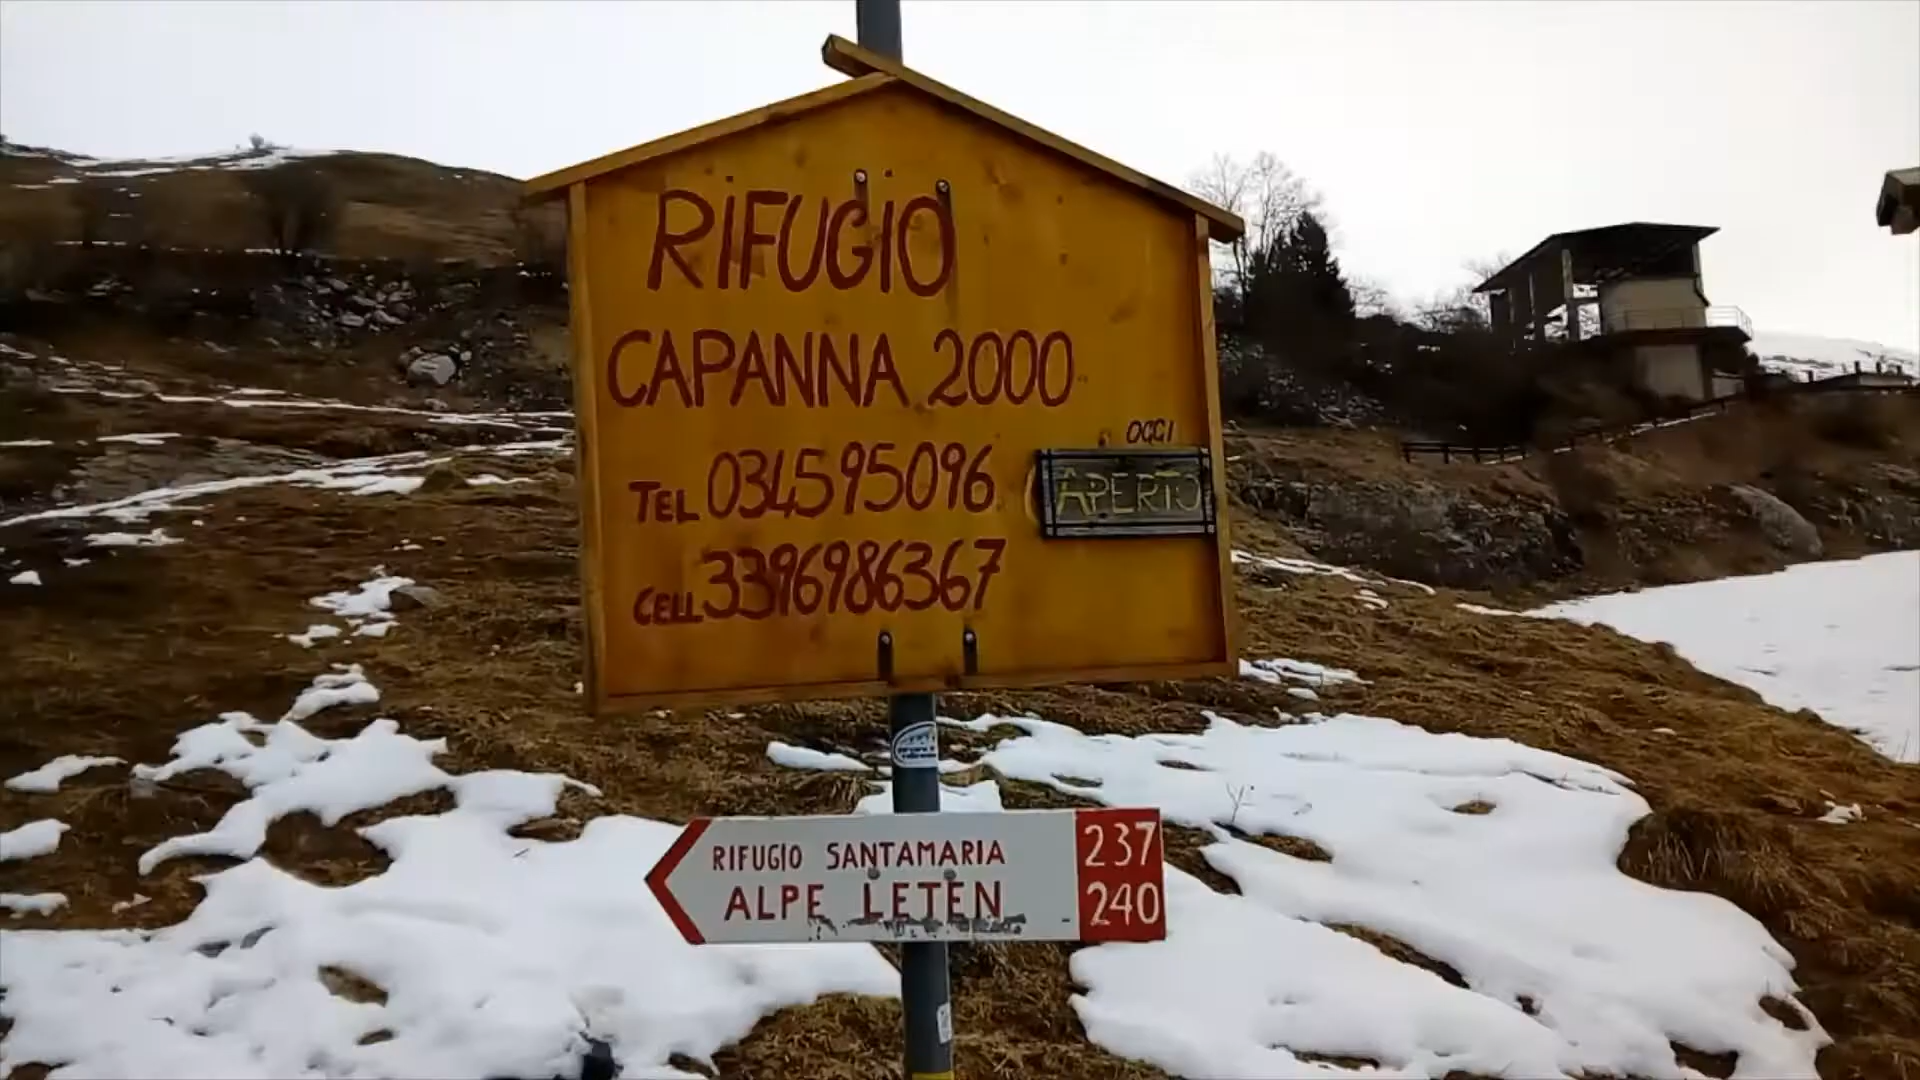 RIFUGIO
CAPANNA 2000
OGGI
APERTO
TEL 034595096
CELL 3396986367
RIFUGIO SANTAMARIA
ALPE LETEN
237
240